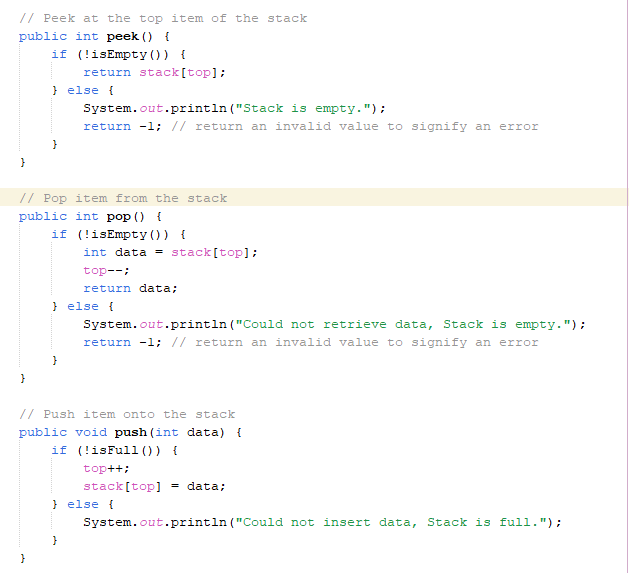 // Peek at the top item of the stack
public int peek() {
    if (!isEmpty()) {
        return stack[top];
    } else {
        System.out.println("Stack is empty.");
        return -1; // return an invalid value to signify an error
    }
}

// Pop item from the stack
public int pop() {
    if (!isEmpty()) {
        int data = stack[top];
        top--;
        return data;
    } else {
        System.out.println("Could not retrieve data, Stack is empty.");
        return -1; // return an invalid value to signify an error
    }
}

// Push item onto the stack
public void push(int data) {
    if (!isFull()) {
        top++;
        stack[top] = data;
    } else {
        System.out.println("Could not insert data, Stack is full.");
    }
}